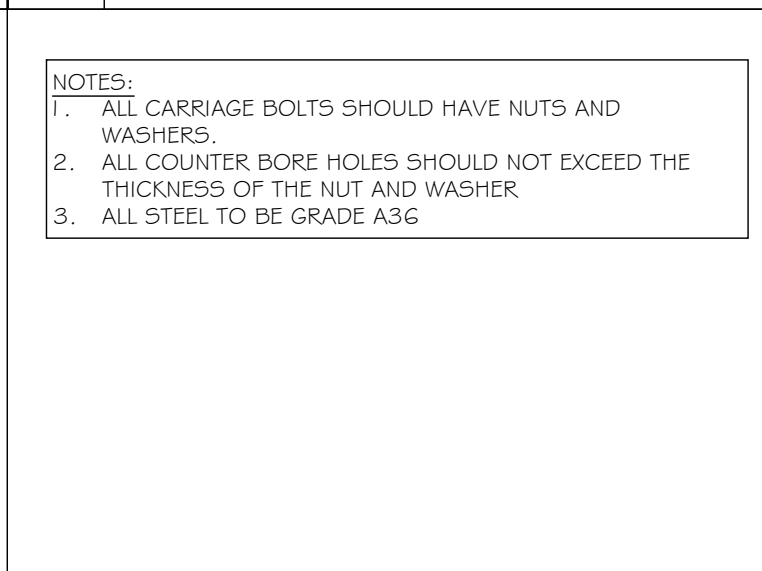 NOTES:
1. ALL CARRIAGE BOLTS SHOULD HAVE NUTS AND
WASHERS.
2. ALL COUNTER BORE HOLES SHOULD NOT EXCEED THE
THICKNESS OF THE NUT AND WASHER
3. ALL STEEL TO BE GRADE A36